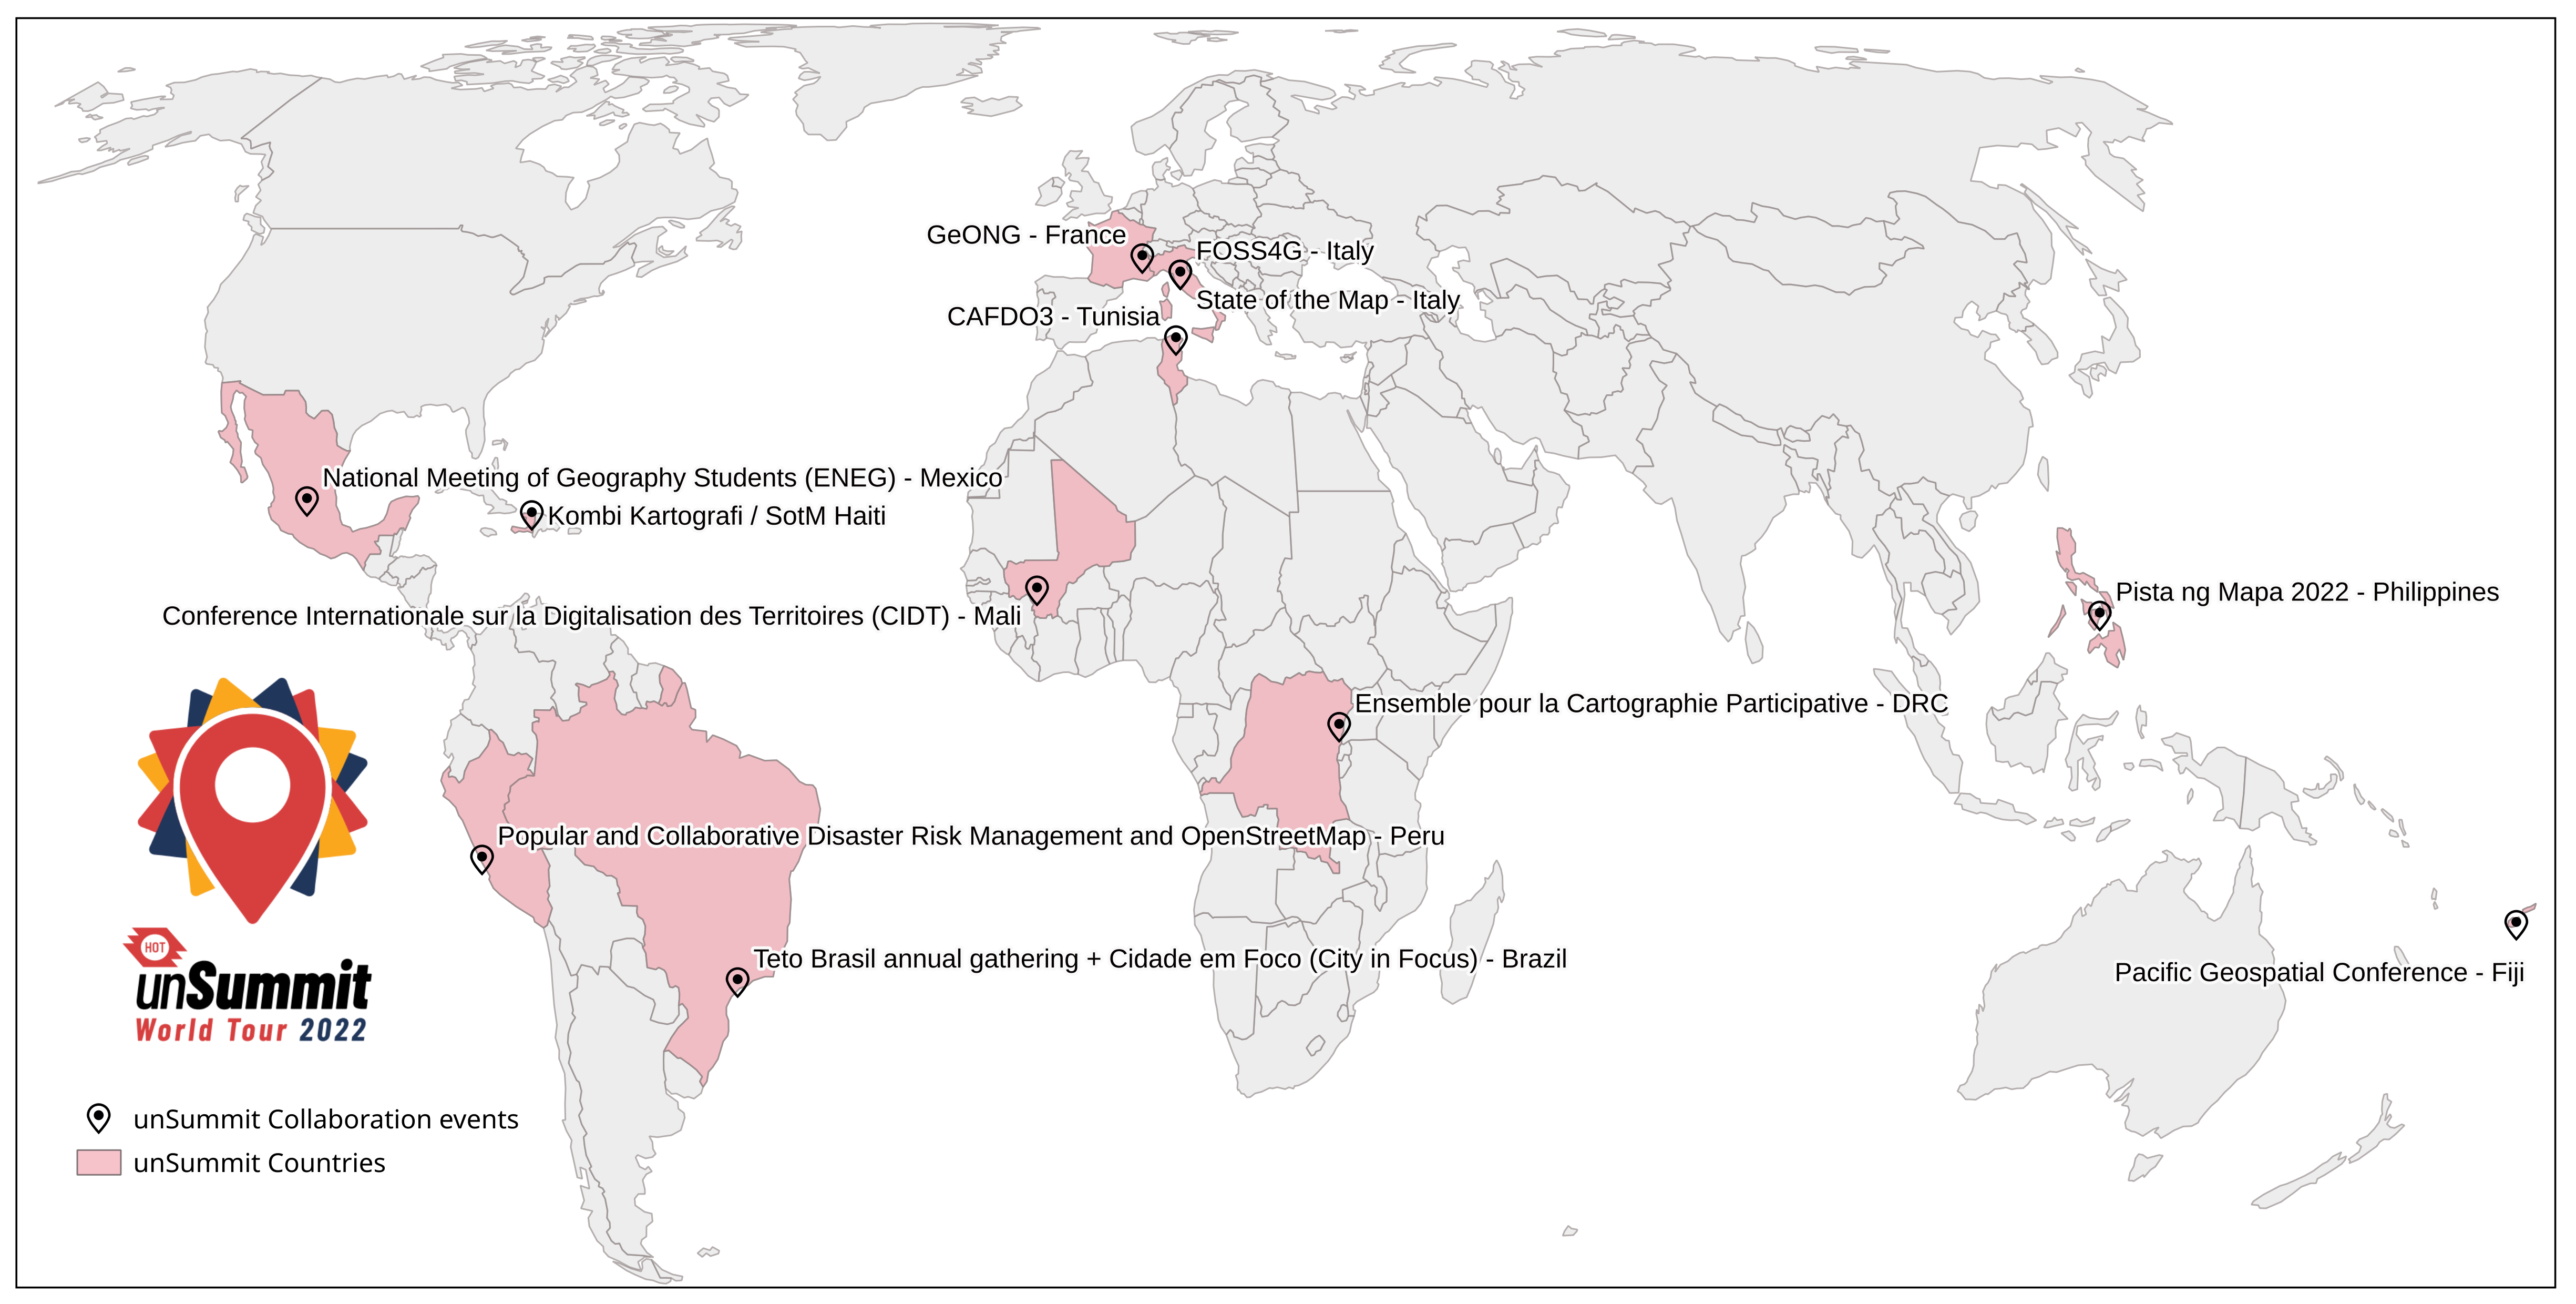 GeONG - France
FOSS4G - Italy
State of the Map - Italy
CAFDO3 - Tunisia
National Meeting of Geography Students (ENEG) - Mexico
Kombi Kartografi / SotM Haiti
Conference Internationale sur la Digitalisation des Territoires (CIDT) - Mali
Pista ng Mapa 2022 - Philippines
Ensemble pour la Cartographie Participative - DRC
Popular and Collaborative Disaster Risk Management and OpenStreetMap - Peru
Teto Brasil annual gathering + Cidade em Foco (City in Focus) - Brazil
Pacific Geospatial Conference - Fiji
HOT
unSummit
World Tour 2022
unSummit Collaboration events
unSummit Countries